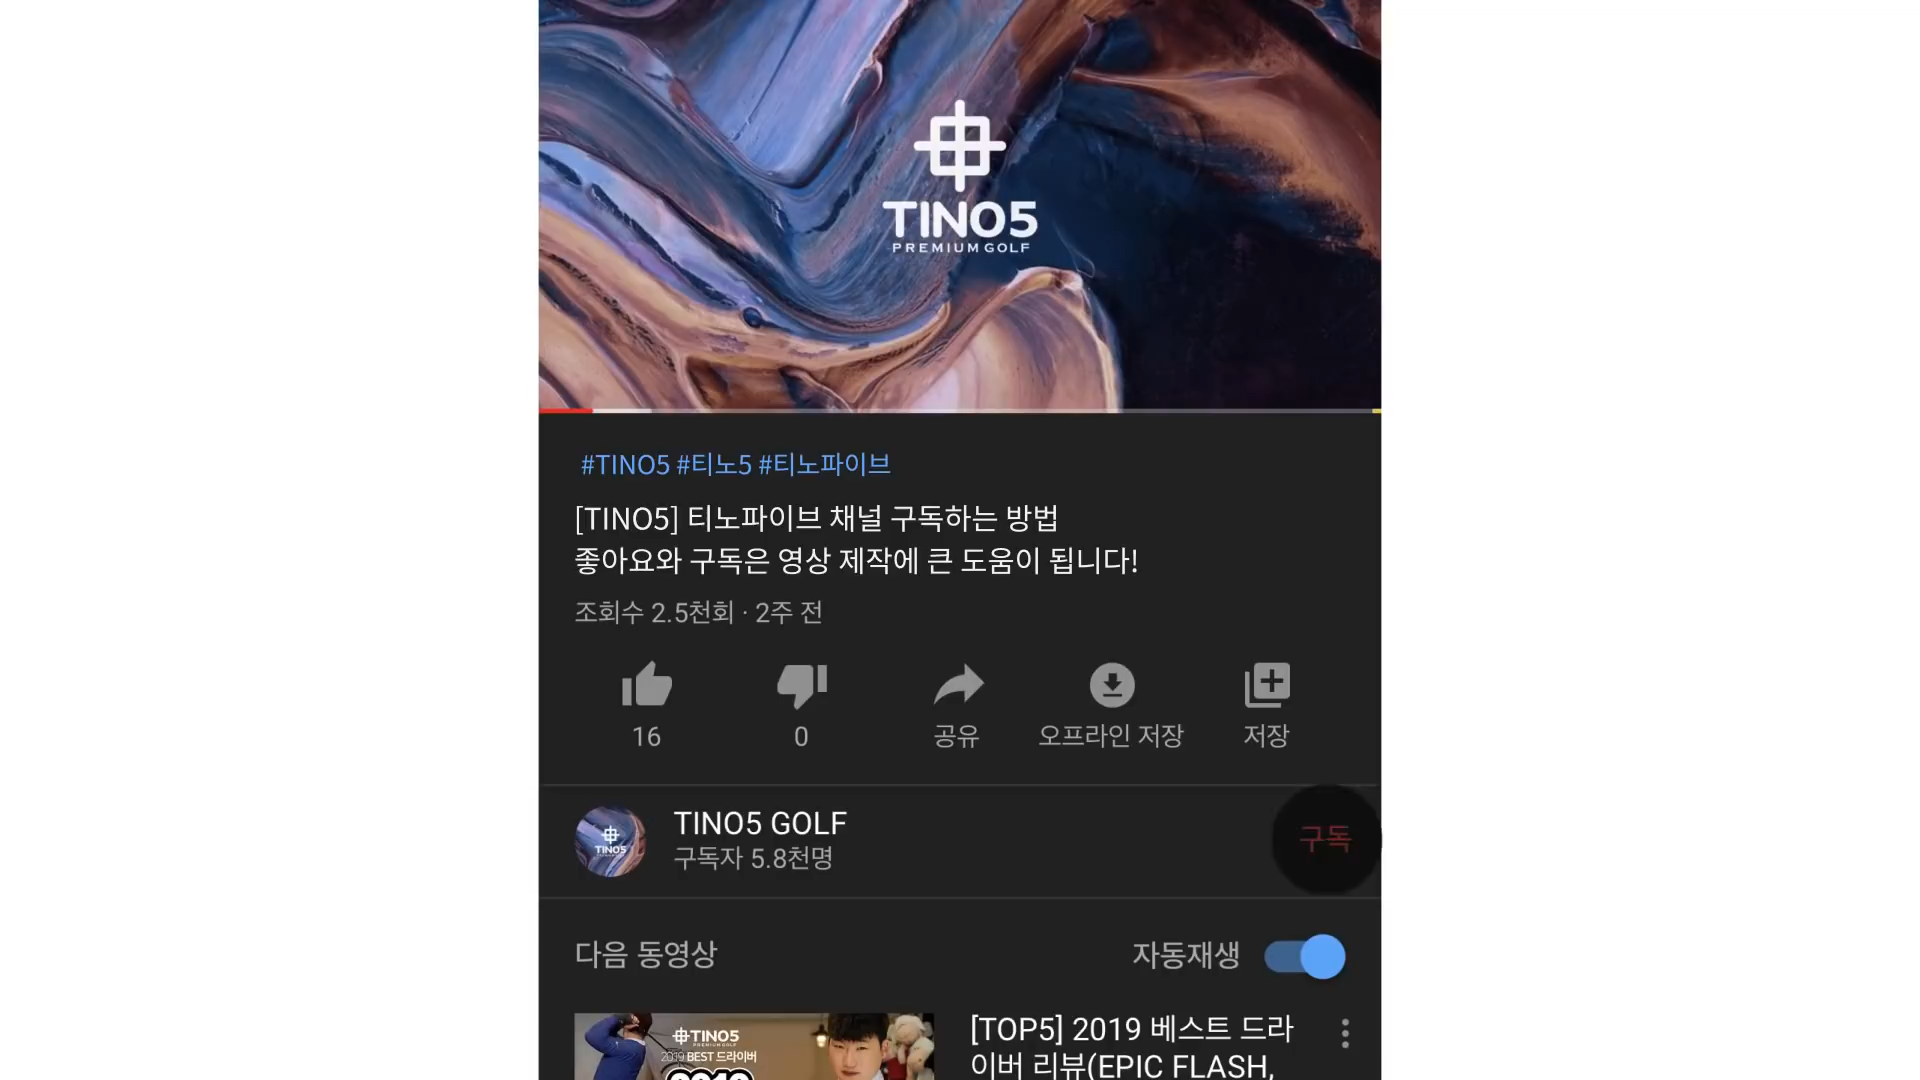 TINO5
PREMIUM GOLF
#TINO5 #티노5 #티노파이브
[TINO5] 티노파이브 채널 구독하는 방법
좋아요와 구독은 영상 제작에 큰 도움이 됩니다!
조회수 2.5천회 · 2주 전
16
0
공유
오프라인 저장
저장
TINO5
TINO5 GOLF
구독자 5.8천명
구독
다음 동영상
자동재생
TINO5
PREMIUM GOLF
2019 BEST 드라이버
2019
[TOP5] 2019 베스트 드라
이버 리뷰(EPIC FLASH,